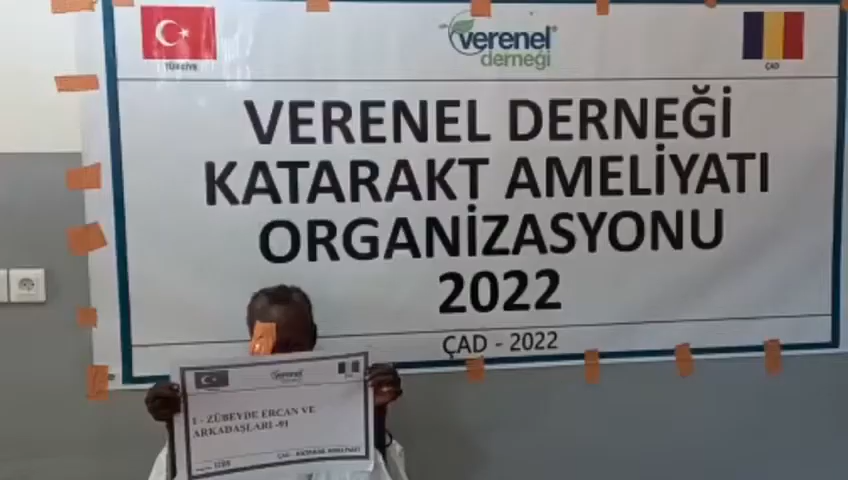 verenel
derneği
TÜRKİYE
ÇAD
VERENEL DERNEĞİ
KATARAKT AMELİYATI
ORGANİZASYONU
2022
ÇAD - 2022
verenel
1 - ZÜBEYDE ERCAN VE
ARKADAŞLARI -91